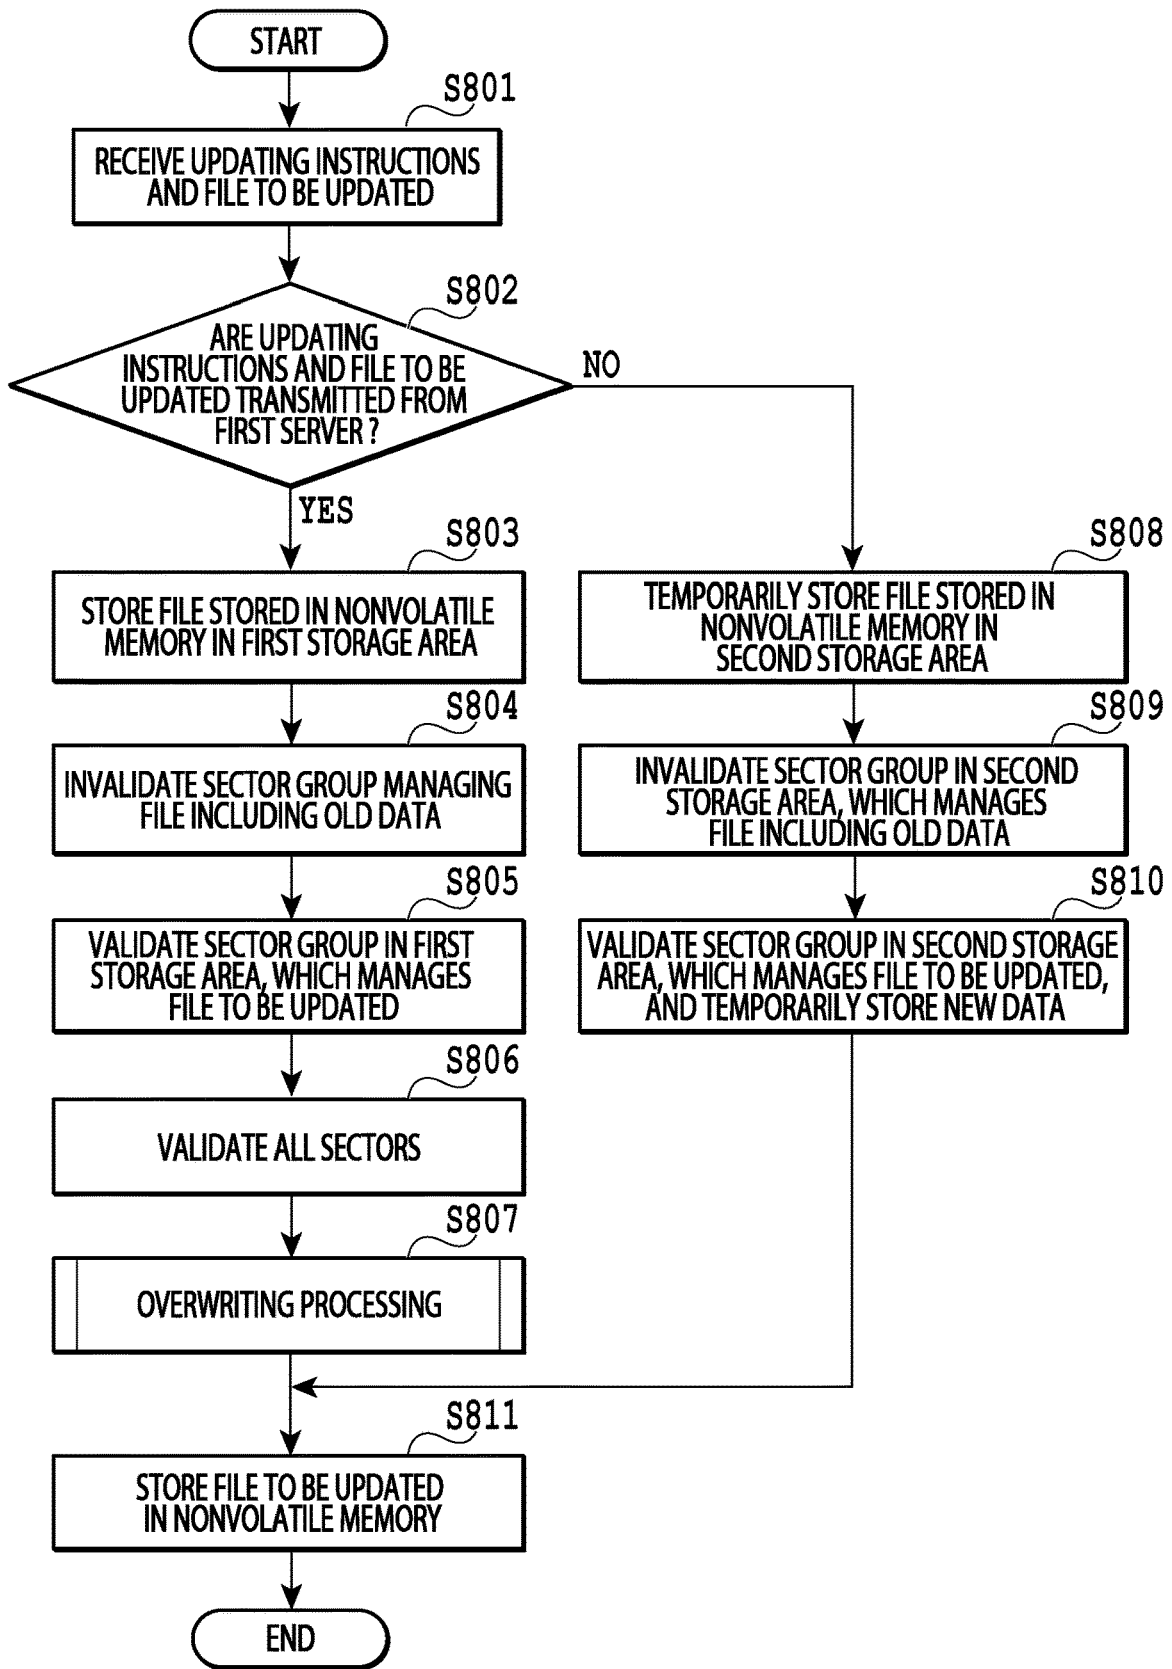 START
S801
RECEIVE UPDATING INSTRUCTIONS
AND FILE TO BE UPDATED
S802
ARE UPDATING
INSTRUCTIONS AND FILE TO BE
UPDATED TRANSMITTED FROM
FIRST SERVER ?
NO
YES
S803
STORE FILE STORED IN NONVOLATILE
MEMORY IN FIRST STORAGE AREA
S804
INVALIDATE SECTOR GROUP MANAGING
FILE INCLUDING OLD DATA
S805
VALIDATE SECTOR GROUP IN FIRST
STORAGE AREA, WHICH MANAGES
FILE TO BE UPDATED
S806
VALIDATE ALL SECTORS
S807
OVERWRITING PROCESSING
S808
TEMPORARILY STORE FILE STORED IN
NONVOLATILE MEMORY IN
SECOND STORAGE AREA
S809
INVALIDATE SECTOR GROUP IN SECOND
STORAGE AREA, WHICH MANAGES
FILE INCLUDING OLD DATA
S810
VALIDATE SECTOR GROUP IN SECOND STORAGE
AREA, WHICH MANAGES FILE TO BE UPDATED,
AND TEMPORARILY STORE NEW DATA
S811
STORE FILE TO BE UPDATED
IN NONVOLATILE MEMORY
END